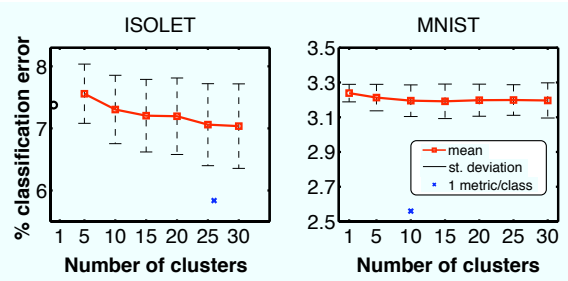 ISOLET
% classification error
8
7
6
1 5 10 15 20 25 30
Number of clusters
MNIST
3.5
3.3
3.1
2.9
2.7
2.5
mean
st. deviation
1 metric/class
1 5 10 15 20 25 30
Number of clusters